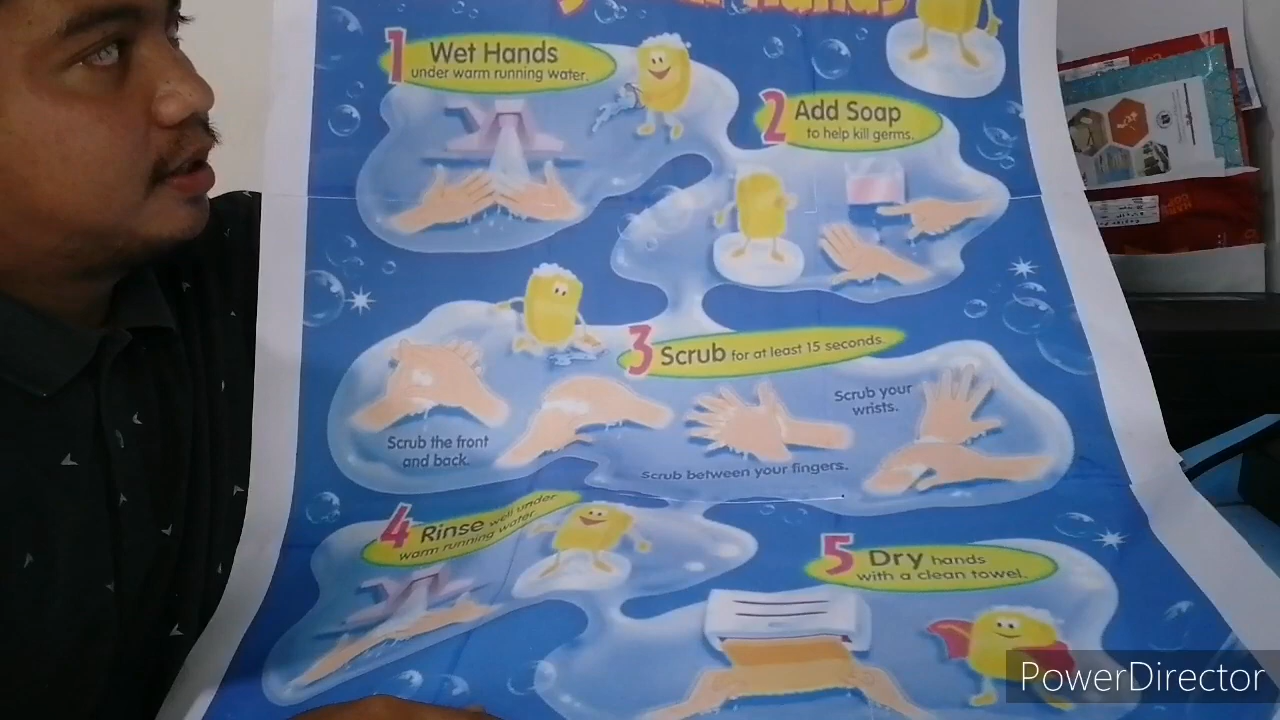 1 Wet Hands
under warm running water.
2 Add Soap
to help kill germs.
3 Scrub for at least 15 seconds.
Scrub the front
and back.
Scrub between your fingers.
Scrub your
wrists.
4 Rinse well under
warm running water.
5 Dry hands
with a clean towel.
PowerDirector